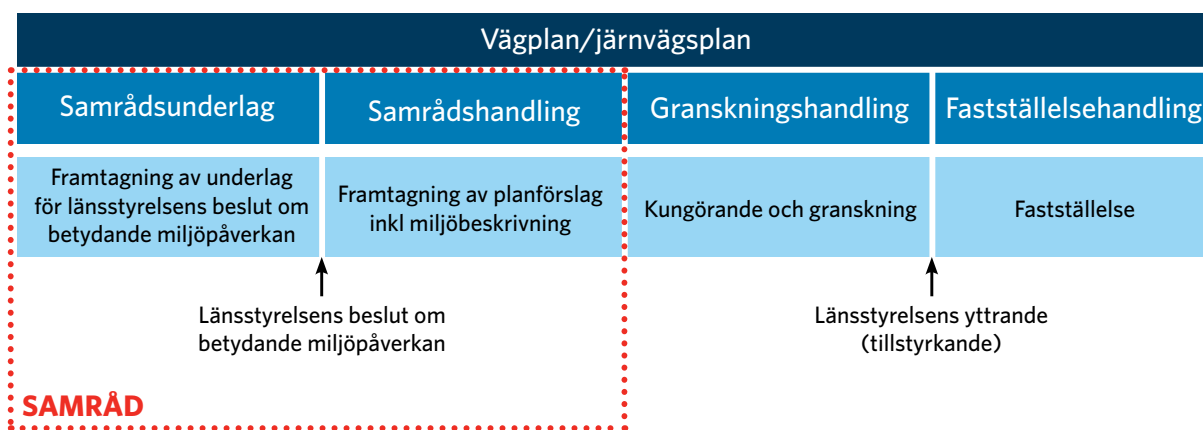 Vägplan/järnvägsplan
Samrådsunderlag
Samrådshandling
Granskningshandling
Fastställelsehandling
Framtagning av underlag
för länsstyrelsens beslut om
betydande miljöpåverkan
Framtagning av planförslag
inkl miljöbeskrivning
Kungörande och granskning
Fastställelse
Länsstyrelsens beslut om
betydande miljöpåverkan
Länsstyrelsens yttrande
(tillstyrkande)
SAMRÅD